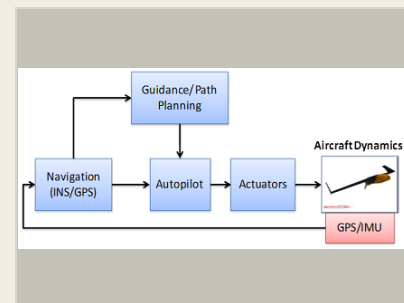 Guidance/Path
Planning
Aircraft Dynamics
Navigation
(INS/GPS)
Autopilot
Actuators
GPS/IMU